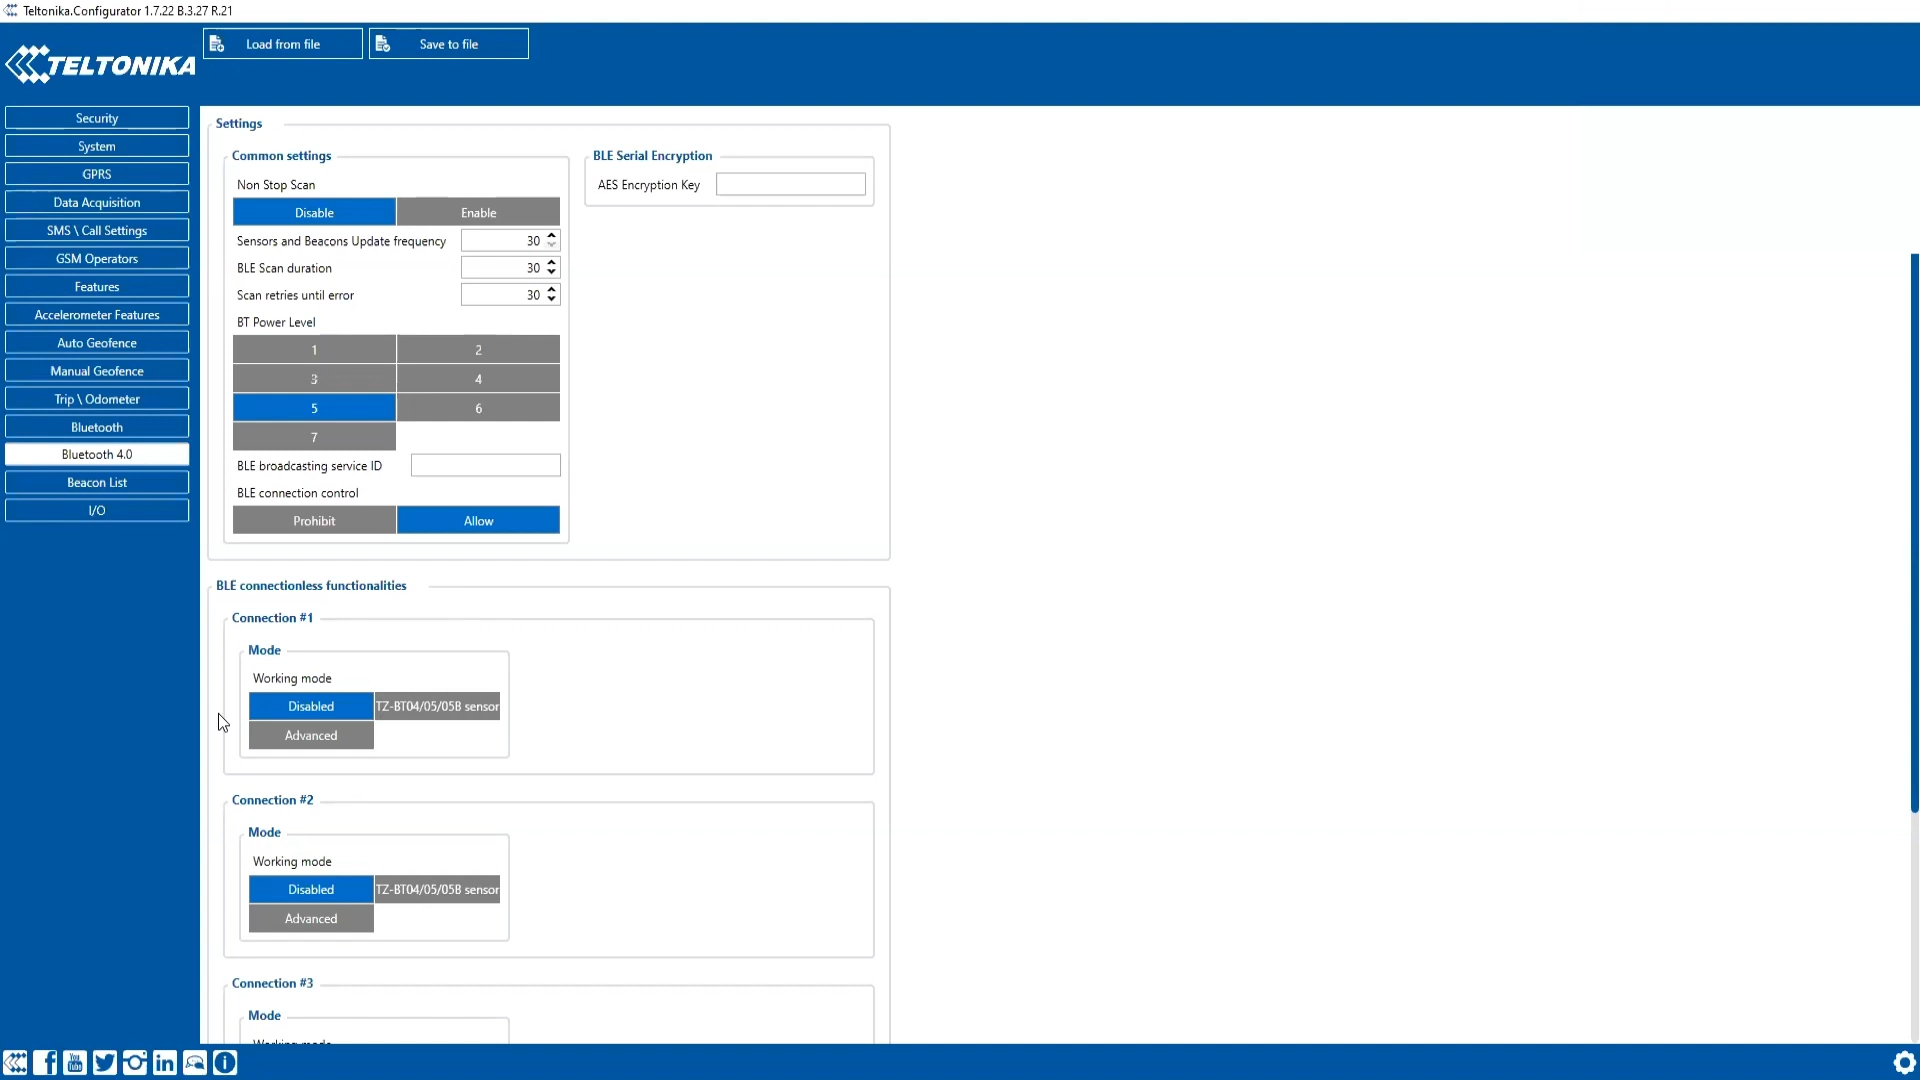 Teltonika.Configurator 1.7.22 B.3.27 R.21
TELTONIKA
Load from file
Save to file
Security
System
GPRS
Data Acquisition
SMS \ Call Settings
GSM Operators
Features
Accelerometer Features
Auto Geofence
Manual Geofence
Trip \ Odometer
Bluetooth
Bluetooth 4.0
Beacon List
I/O
Settings
Common settings
Non Stop Scan
Disable Enable
Sensors and Beacons Update frequency 30
BLE Scan duration 30
Scan retries until error 30
BT Power Level
1 2
3 4
5 6
7
BLE broadcasting service ID
BLE connection control
Prohibit Allow
BLE Serial Encryption
AES Encryption Key
BLE connectionless functionalities
Connection #1
Mode
Working mode
Disabled TZ-BT04/05/05B sensor
Advanced
Connection #2
Mode
Working mode
Disabled TZ-BT04/05/05B sensor
Advanced
Connection #3
Mode
Working mode
You Tube
in